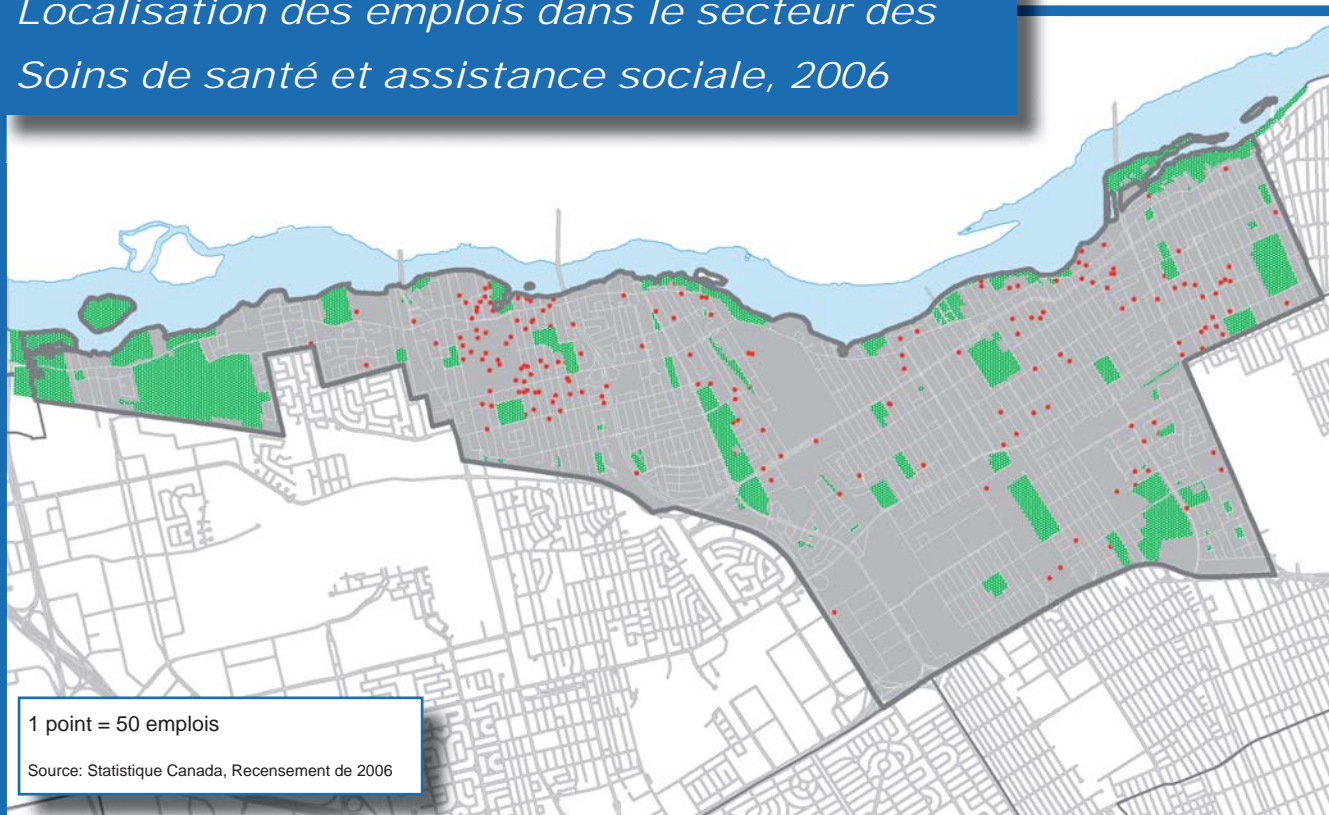 Localisation des emplois dans le secteur des
Soins de santé et assistance sociale, 2006
1 point = 50 emplois
Source: Statistique Canada, Recensement de 2006